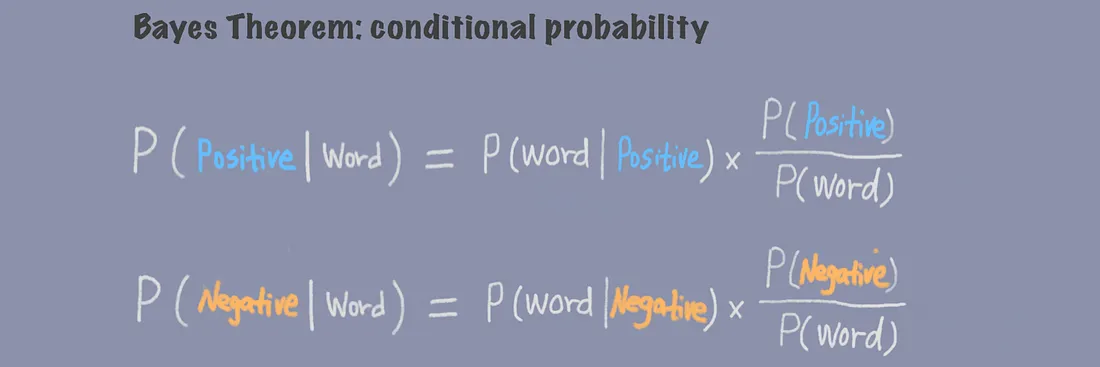 Bayes Theorem: conditional probability
P ( Positive | Word ) = P (word | Positive) × P( Positive) / P( word)
P ( Negative | Word ) = P (word | Negative) × P( Negative) / P( word)